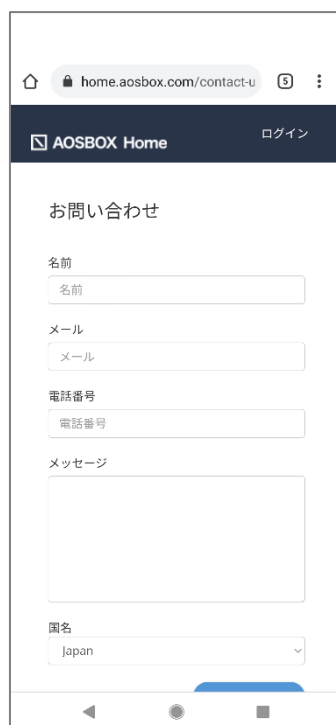 home.aosbox.com/contact-u
5
AOSBOX Home
ログイン
お問い合わせ
名前
名前
メール
メール
電話番号
電話番号
メッセージ
国名
Japan